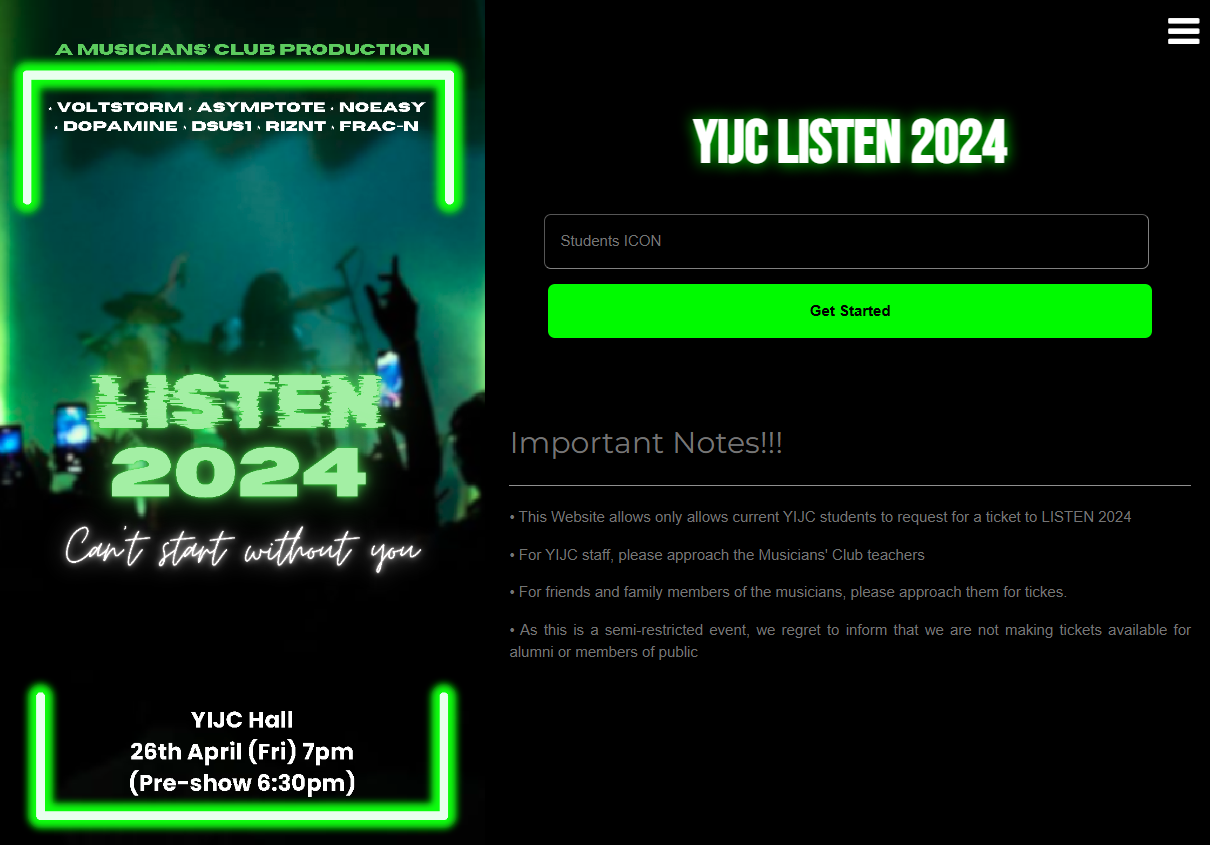 A MUSICIANS' CLUB PRODUCTION
· VOLTSTORM · ASYMPTOTE · NOEASY
· DOPAMINE · DSUS1 · RIZNT · FRAC-N
LISTEN
2024
Can't start without you
YIJC Hall
26th April (Fri) 7pm
(Pre-show 6:30pm)
YIJC LISTEN 2024
Students ICON
Get Started
Important Notes!!!
• This Website allows only allows current YIJC students to request for a ticket to LISTEN 2024
• For YIJC staff, please approach the Musicians' Club teachers
• For friends and family members of the musicians, please approach them for tickes.
• As this is a semi-restricted event, we regret to inform that we are not making tickets available for
alumni or members of public